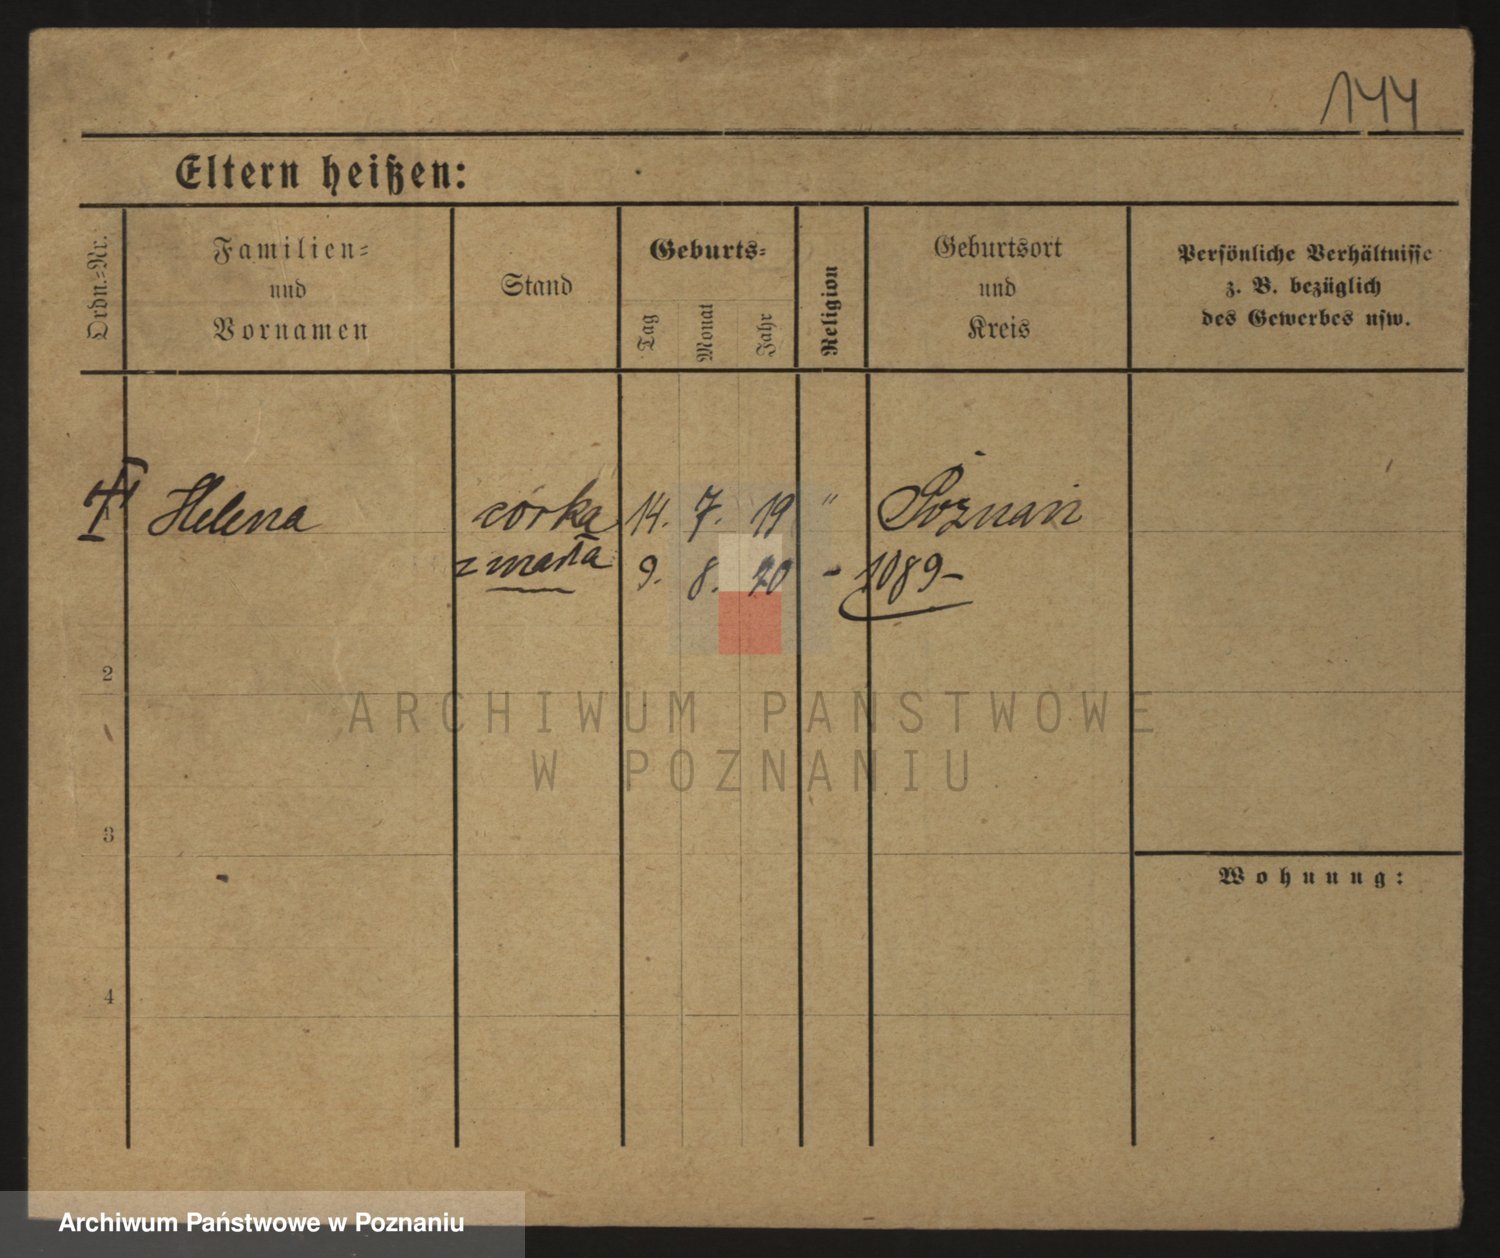 144
Eltern heißen:
Ordn.-Nr.
Familien-
und
Vornamen
Stand
Geburts-
Tag
Monat
Jahr
Religion
Geburtsort
und
Kreis
Persönliche Verhältnisse
z. B. bezüglich
des Gewerbes usw.
1 Helena córka 14. 7. 19 " Poznań
zmarła 9. 8. 20 - 1089-
2
ARCHIWUM PAŃSTWOWE
W POZNANIU
3
Wohnung:
4
Archiwum Państwowe w Poznaniu